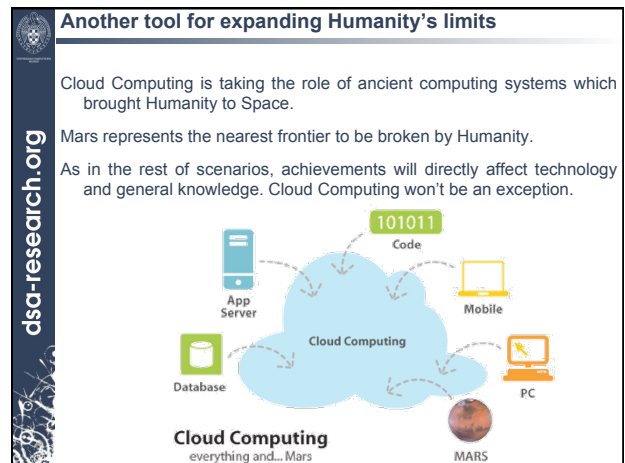 Another tool for expanding Humanity's limits
Cloud Computing is taking the role of ancient computing systems which
brought Humanity to Space.
Mars represents the nearest frontier to be broken by Humanity.
As in the rest of scenarios, achievements will directly affect technology
and general knowledge. Cloud Computing won't be an exception.
dsa-research.org
101011
Code
App
Server
Mobile
Cloud Computing
Database
PC
Cloud Computing
everything and... Mars
MARS